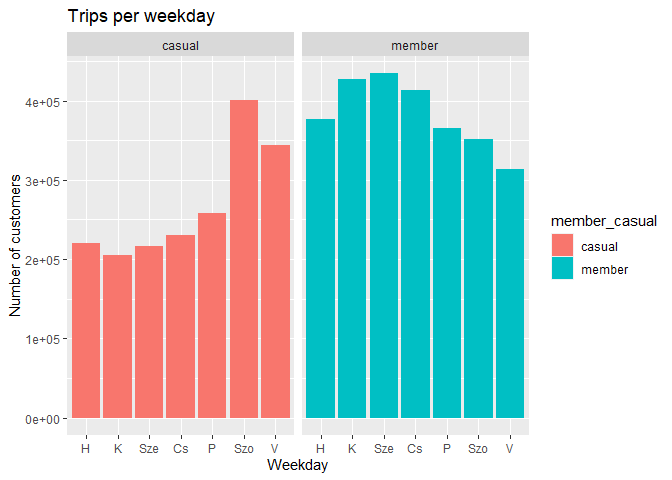 Trips per weekday
casual
member
Number of customers
4e+05
3e+05
2e+05
1e+05
0e+00
H K Sze Cs P Szo V
H K Sze Cs P Szo V
Weekday
member_casual
casual
member